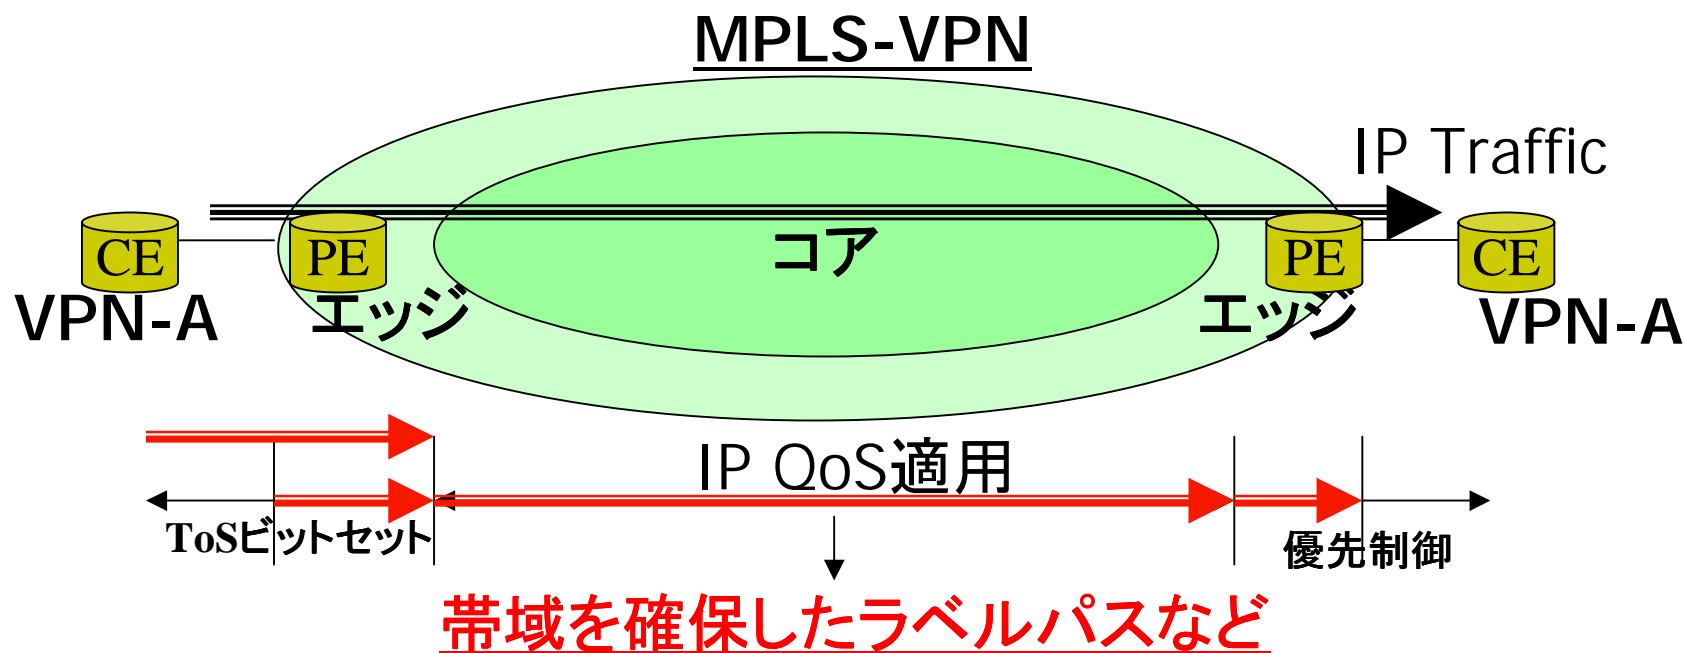 MPLS-VPN
IP Traffic
CE
PE
コア
PE
CE
VPN-A
エッジ
エッジ
VPN-A
IP QoS適用
ToSビットセット
優先制御
帯域を確保したラベルパスなど